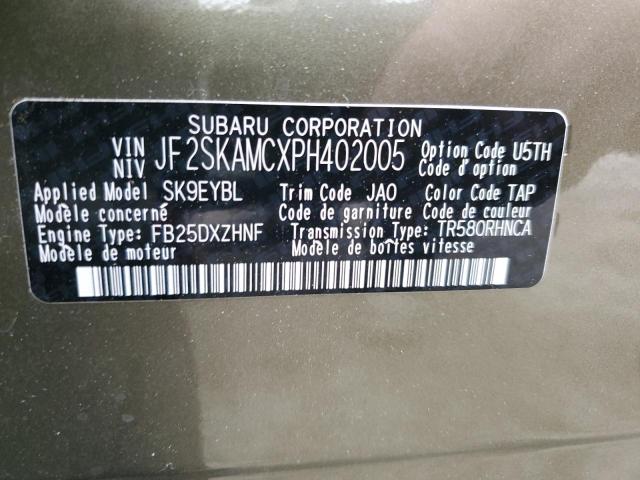 SUBARU CORPORATION
VIN NIV JF2SKAMCXPH402005 Option Code U5TH
Code d'option
Applied Model SK9EYBL Trim Code JAO Color Code TAP
Modèle concerné Code de garniture Code de couleur
Engine Type: FB25DXZHNF Transmission Type: TR580RHNCA
Modèle de moteur Modèle de boîtes vitesse